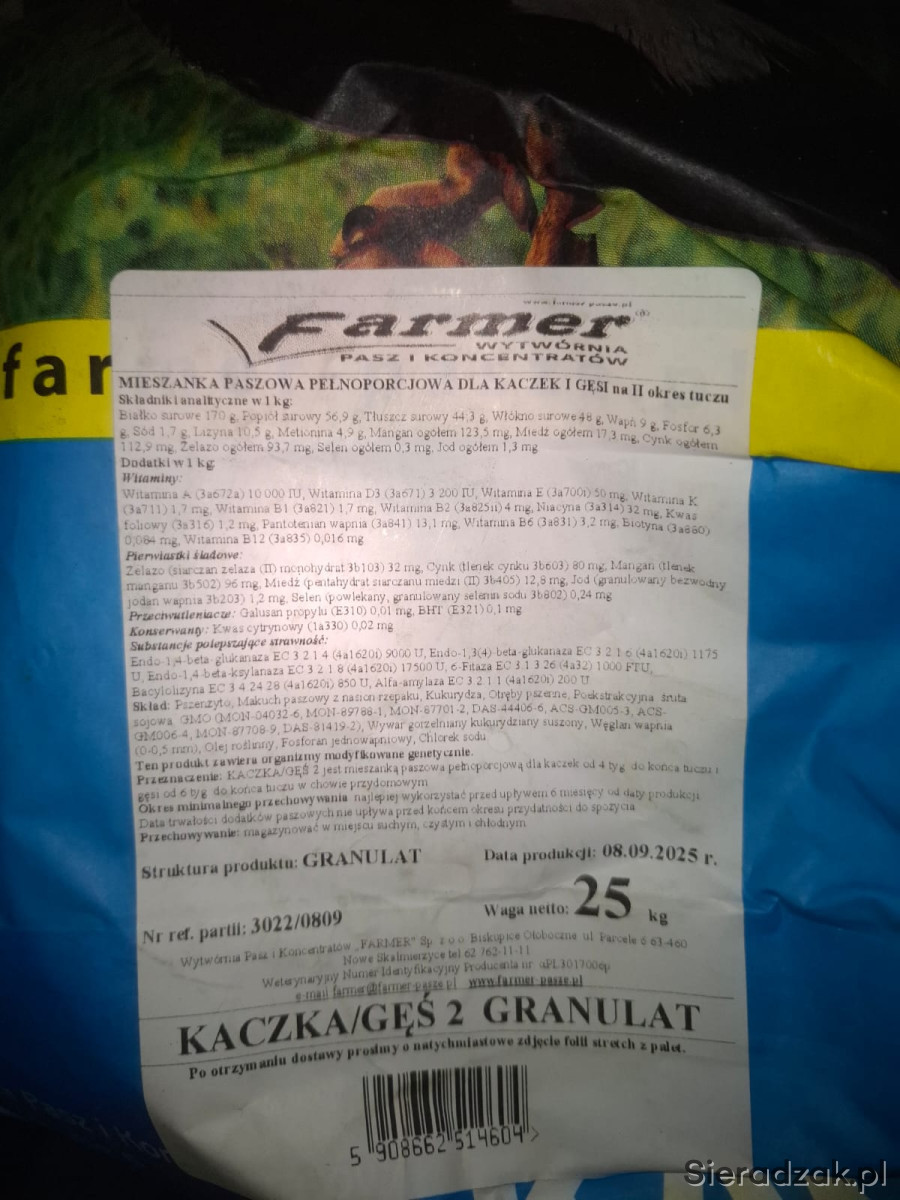 www.farmer-pasze.pl
Farmer®
WYTWÓRNIA
PASZ I KONCENTRATÓW
far
MIESZANKA PASZOWA PEŁNOPORCJOWA DLA KACZEK I GĘSI na II okres tuczu
Składniki analityczne w 1 kg:
Białko surowe 170 g, Popiół surowy 56,9 g, Tłuszcz surowy 44,3 g, Włókno surowe 48 g, Wapń 9 g, Fosfor 6,3
g, Sód 1,7 g, Lizyna 10,5 g, Metionina 4,9 g, Mangan ogółem 123,5 mg, Miedź ogółem 17,3 mg, Cynk ogółem
112,9 mg, Żelazo ogółem 93,7 mg, Selen ogółem 0,3 mg, Jod ogółem 1,3 mg
Dodatki w 1 kg
Witaminy:
Witamina A (3a672a) 10 000 IU, Witamina D3 (3a671) 3 200 IU, Witamina E (3a700i) 50 mg, Witamina K
(3a711) 1,7 mg, Witamina B1 (3a821) 1,7 mg, Witamina B2 (3a825ii) 4 mg, Niacyna (3a314) 32 mg, Kwas
foliowy (3a316) 1,2 mg, Pantotenian wapnia (3a841) 13,1 mg, Witamina B6 (3a831) 3,2 mg, Biotyna (3a880)
0,084 mg, Witamina B12 (3a835) 0,016 mg
Pierwiastki śladowe:
Żelazo (siarczan żelaza (II) monohydrat 3b103) 32 mg, Cynk (tlenek cynku 3b603) 80 mg, Mangan (tlenek
manganu 3b502) 96 mg, Miedź (pentahydrat siarczanu miedzi (II) 3b405) 12,8 mg, Jod (granulowany bezwodny
jodan wapnia 3b203) 1,2 mg, Selen (powlekany, granulowany selenin sodu 3b802) 0,24 mg
Przeciwutleniacze: Galusan propylu (E310) 0,01 mg, BHT (E321) 0,1 mg
Konserwanty: Kwas cytrynowy (1a330) 0,02 mg
Substancje polepszające strawność:
Endo-1,4-beta-glukanaza EC 3 2 1 4 (4a1620i) 9000 U, Endo-1,3(4)-beta-glukanaza EC 3 2 1 6 (4a1620i) 1175
U, Endo-1,4-beta-ksylanaza EC 3 2 1 8 (4a1620i) 17500 U, 6-Fitaza EC 3 1 3 26 (4a32) 1000 FTU,
Bacylolizyna EC 3 4 24 28 (4a1620i) 850 U, Alfa-amylaza EC 3 2 1 1 (4a1620i) 200 U
Skład: Pszenżyto, Makuch paszowy z nasion rzepaku, Kukurydza, Otręby pszenne, Poekstrakcyjna śruta
sojowa GMO (MON-04032-6, MON-89788-1, MON-87701-2, DAS-44406-6, ACS-GM005-3, ACS-
GM006-4, MON-87708-9, DAS-81419-2), Wywar gorzelniany kukurydziany suszony, Węglan wapnia
(0-0,5 mm), Olej roślinny, Fosforan jednowapniowy, Chlorek sodu
Ten produkt zawiera organizmy modyfikowane genetycznie.
Przeznaczenie: KACZKA/GĘŚ 2 jest mieszanką paszowa pełnoporcjową dla kaczek od 4 tyg do końca tuczu i
gęsi od 6 tyg do końca tuczu w chowie przydomowym
Okres minimalnego przechowywania najlepiej wykorzystać przed upływem 6 miesięcy od daty produkcji
Data trwałości dodatków paszowych nie upływa przed końcem okresu przydatności do spożycia
Przechowywanie: magazynować w miejscu suchym, czystym i chłodnym
Struktura produktu: GRANULAT
Data produkcji: 08.09.2025 r.
Nr ref. partii: 3022/0809
Waga netto: 25 kg
Wytwórnia Pasz i Koncentratów „FARMER" Sp z o o Biskupice Ołoboczne ul Parcele 6 63-460
Nowe Skalmierzyce tel 62 762-11-11
Weterynaryjny Numer Identyfikacyjny Producenta nr αPL3017006p
e-mail farmer@farmer-pasze.pl www.farmer-pasze.pl
KACZKA/GĘŚ 2 GRANULAT
Po otrzymaniu dostawy prosimy o natychmiastowe zdjęcie folii stretch z palet.
5 908662 514604 >
Sieradzak.pl